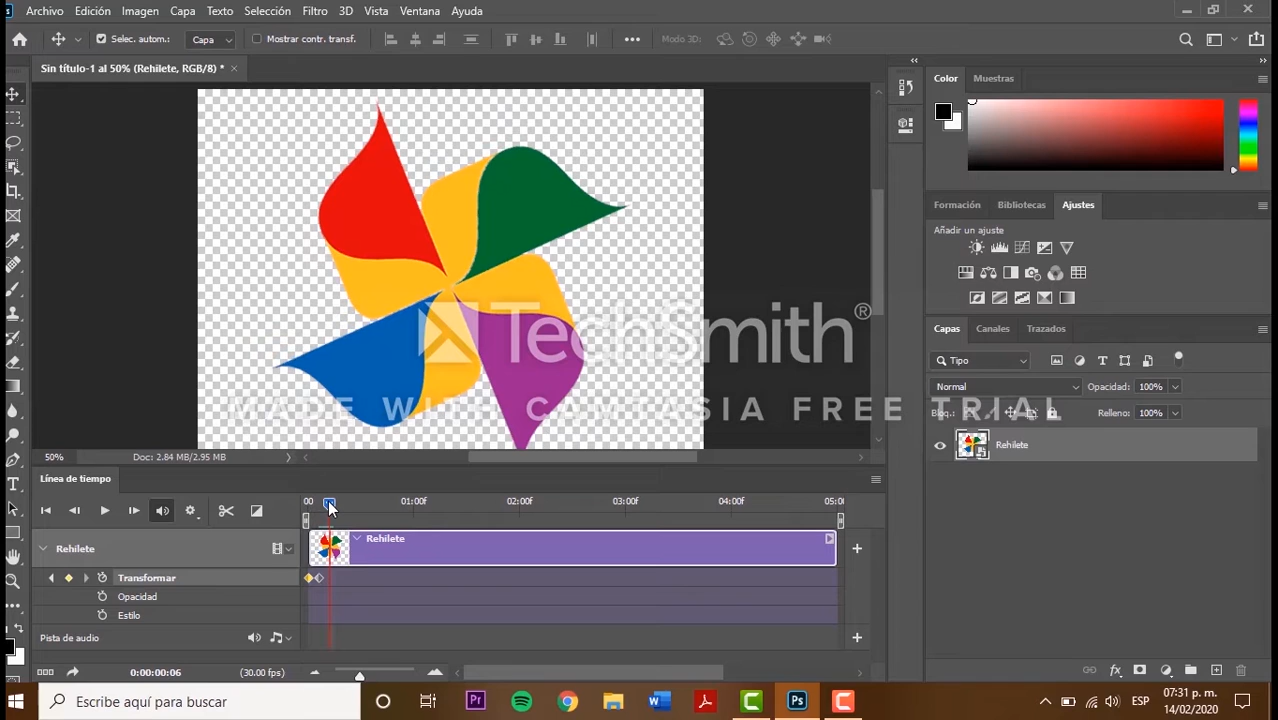 Archivo Edición Imagen Capa Texto Selección Filtro 3D Vista Ventana Ayuda
Selec. autom.: Capa Mostrar contr. transf. Modo 3D:
Sin título-1 al 50% (Rehilete, RGB/8) *
Color Muestras
Formación Bibliotecas Ajustes
Añadir un ajuste
TechSmith®
MADE WITH CAMTASIA FREE TRIAL
Capas Canales Trazados
Tipo
Normal Opacidad: 100%
Bloq.: Relleno: 100%
Rehilete
50% Doc: 2.84 MB/2.95 MB
Línea de tiempo
00 01:00f 02:00f 03:00f 04:00f 05:0
Rehilete Rehilete
Transformar
Opacidad
Estilo
Pista de audio
0:00:00:06 (30.00 fps)
Escribe aquí para buscar
ESP 07:31 p. m.
14/02/2020